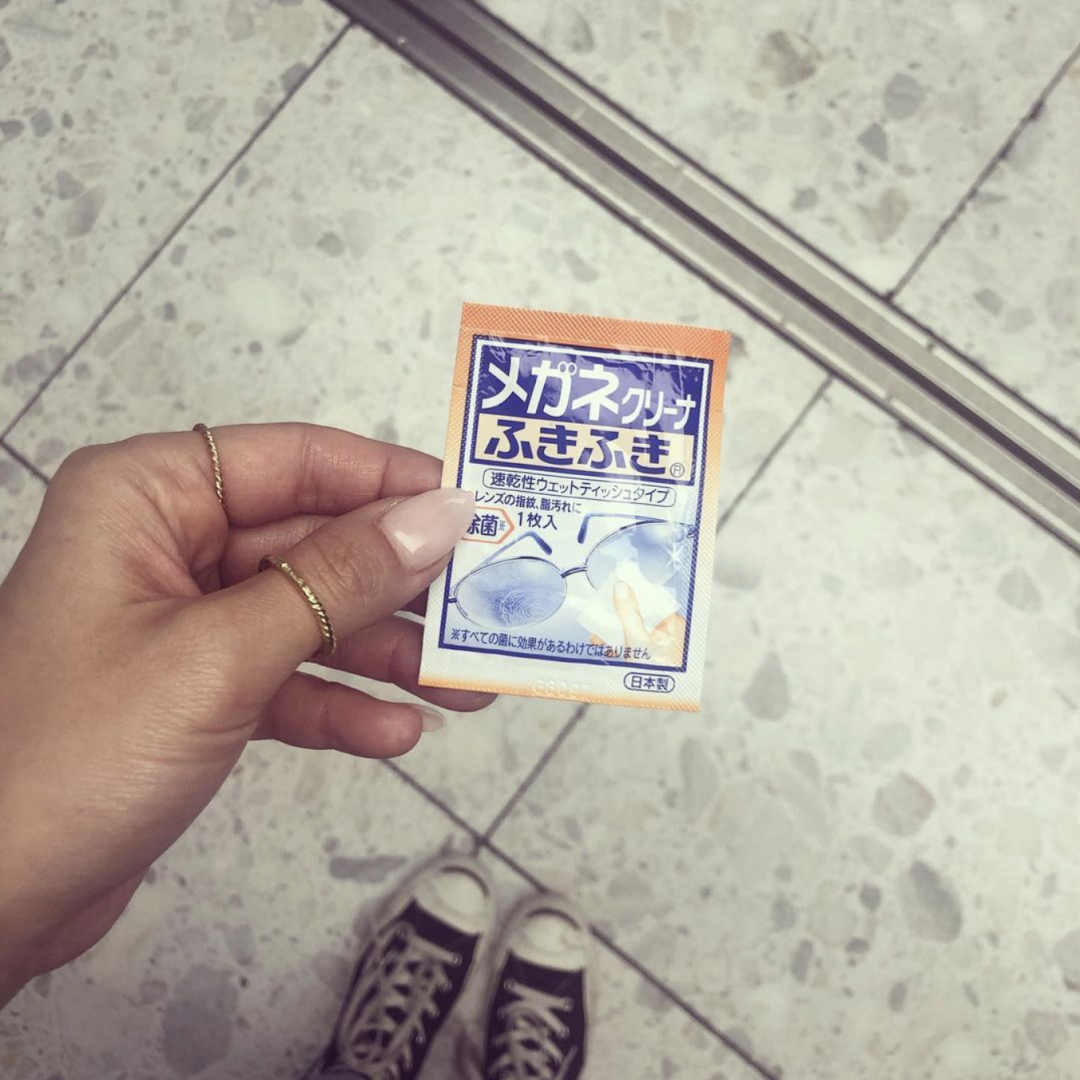 メガネクリーナ
ふきふき®
速乾性ウェットティッシュタイプ
レンズの指紋、脂汚れに
除菌※ 1枚入
※すべての菌に効果があるわけではありません
日本製